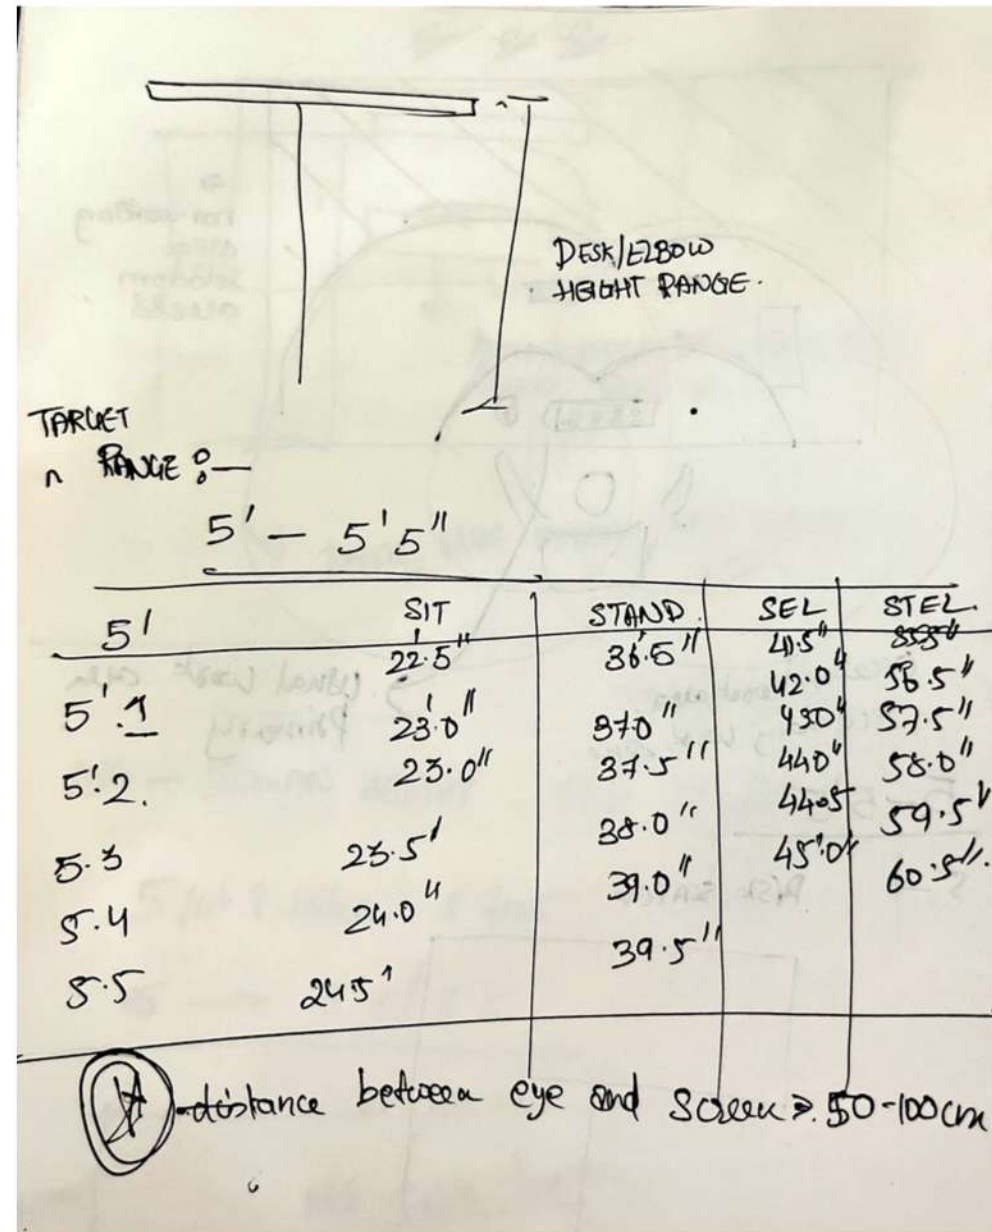 DESK/ELBOW
HEIGHT RANGE.
TARGET
RANGE :—
5' — 5'5"
SIT STAND. SEL STEL.
5' 22.5" 36.5" 41.5"
5'.1 23.0" 37.0" 42.0" 56.5"
5'.2. 23.0" 37.5" 43.0" 57.5"
5.3 23.5' 38.0" 44.0" 58.0"
5.4 24.0" 39.0" 44.5 59.5"
5.5 24.5' 39.5" 45.0" 60.5".
-distance between eye and screen ≥ 50-100cm